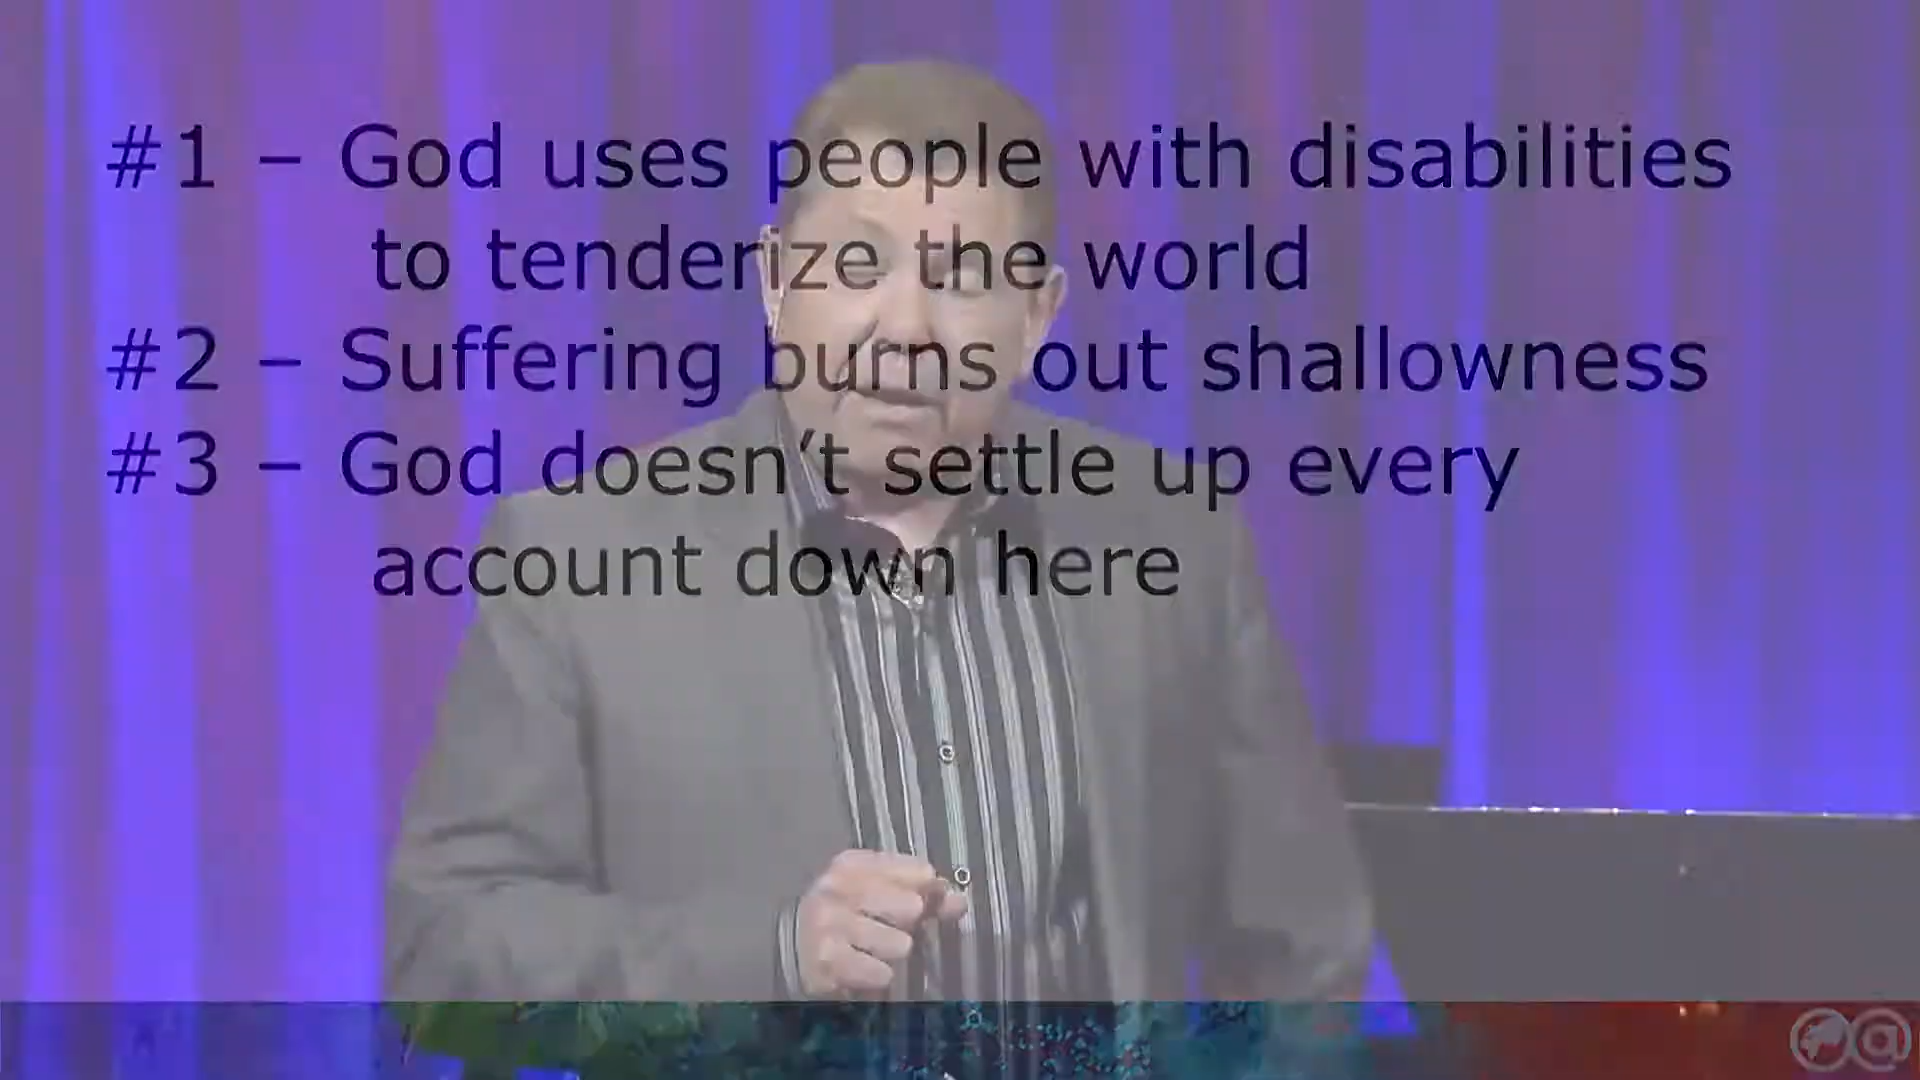 #1 – God uses people with disabilities
to tenderize the world
#2 – Suffering burns out shallowness
#3 – God doesn’t settle up every
account down here
@